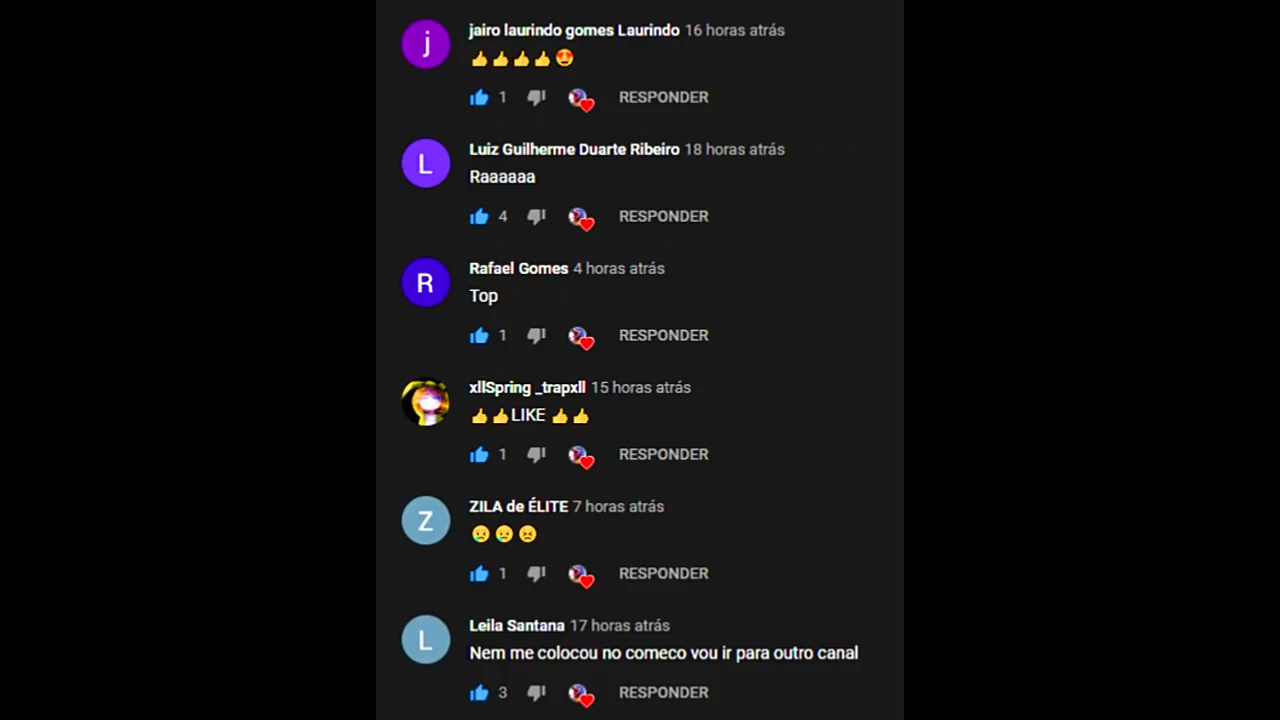 j
jairo laurindo gomes Laurindo 16 horas atrás
👍👍👍👍😍
1 RESPONDER
L
Luiz Guilherme Duarte Ribeiro 18 horas atrás
Raaaaaa
4 RESPONDER
R
Rafael Gomes 4 horas atrás
Top
1 RESPONDER
xllSpring _trapxll 15 horas atrás
👍👍LIKE 👍👍
1 RESPONDER
Z
ZILA de ÉLITE 7 horas atrás
😢😢😣
1 RESPONDER
L
Leila Santana 17 horas atrás
Nem me colocou no comeco vou ir para outro canal
3 RESPONDER